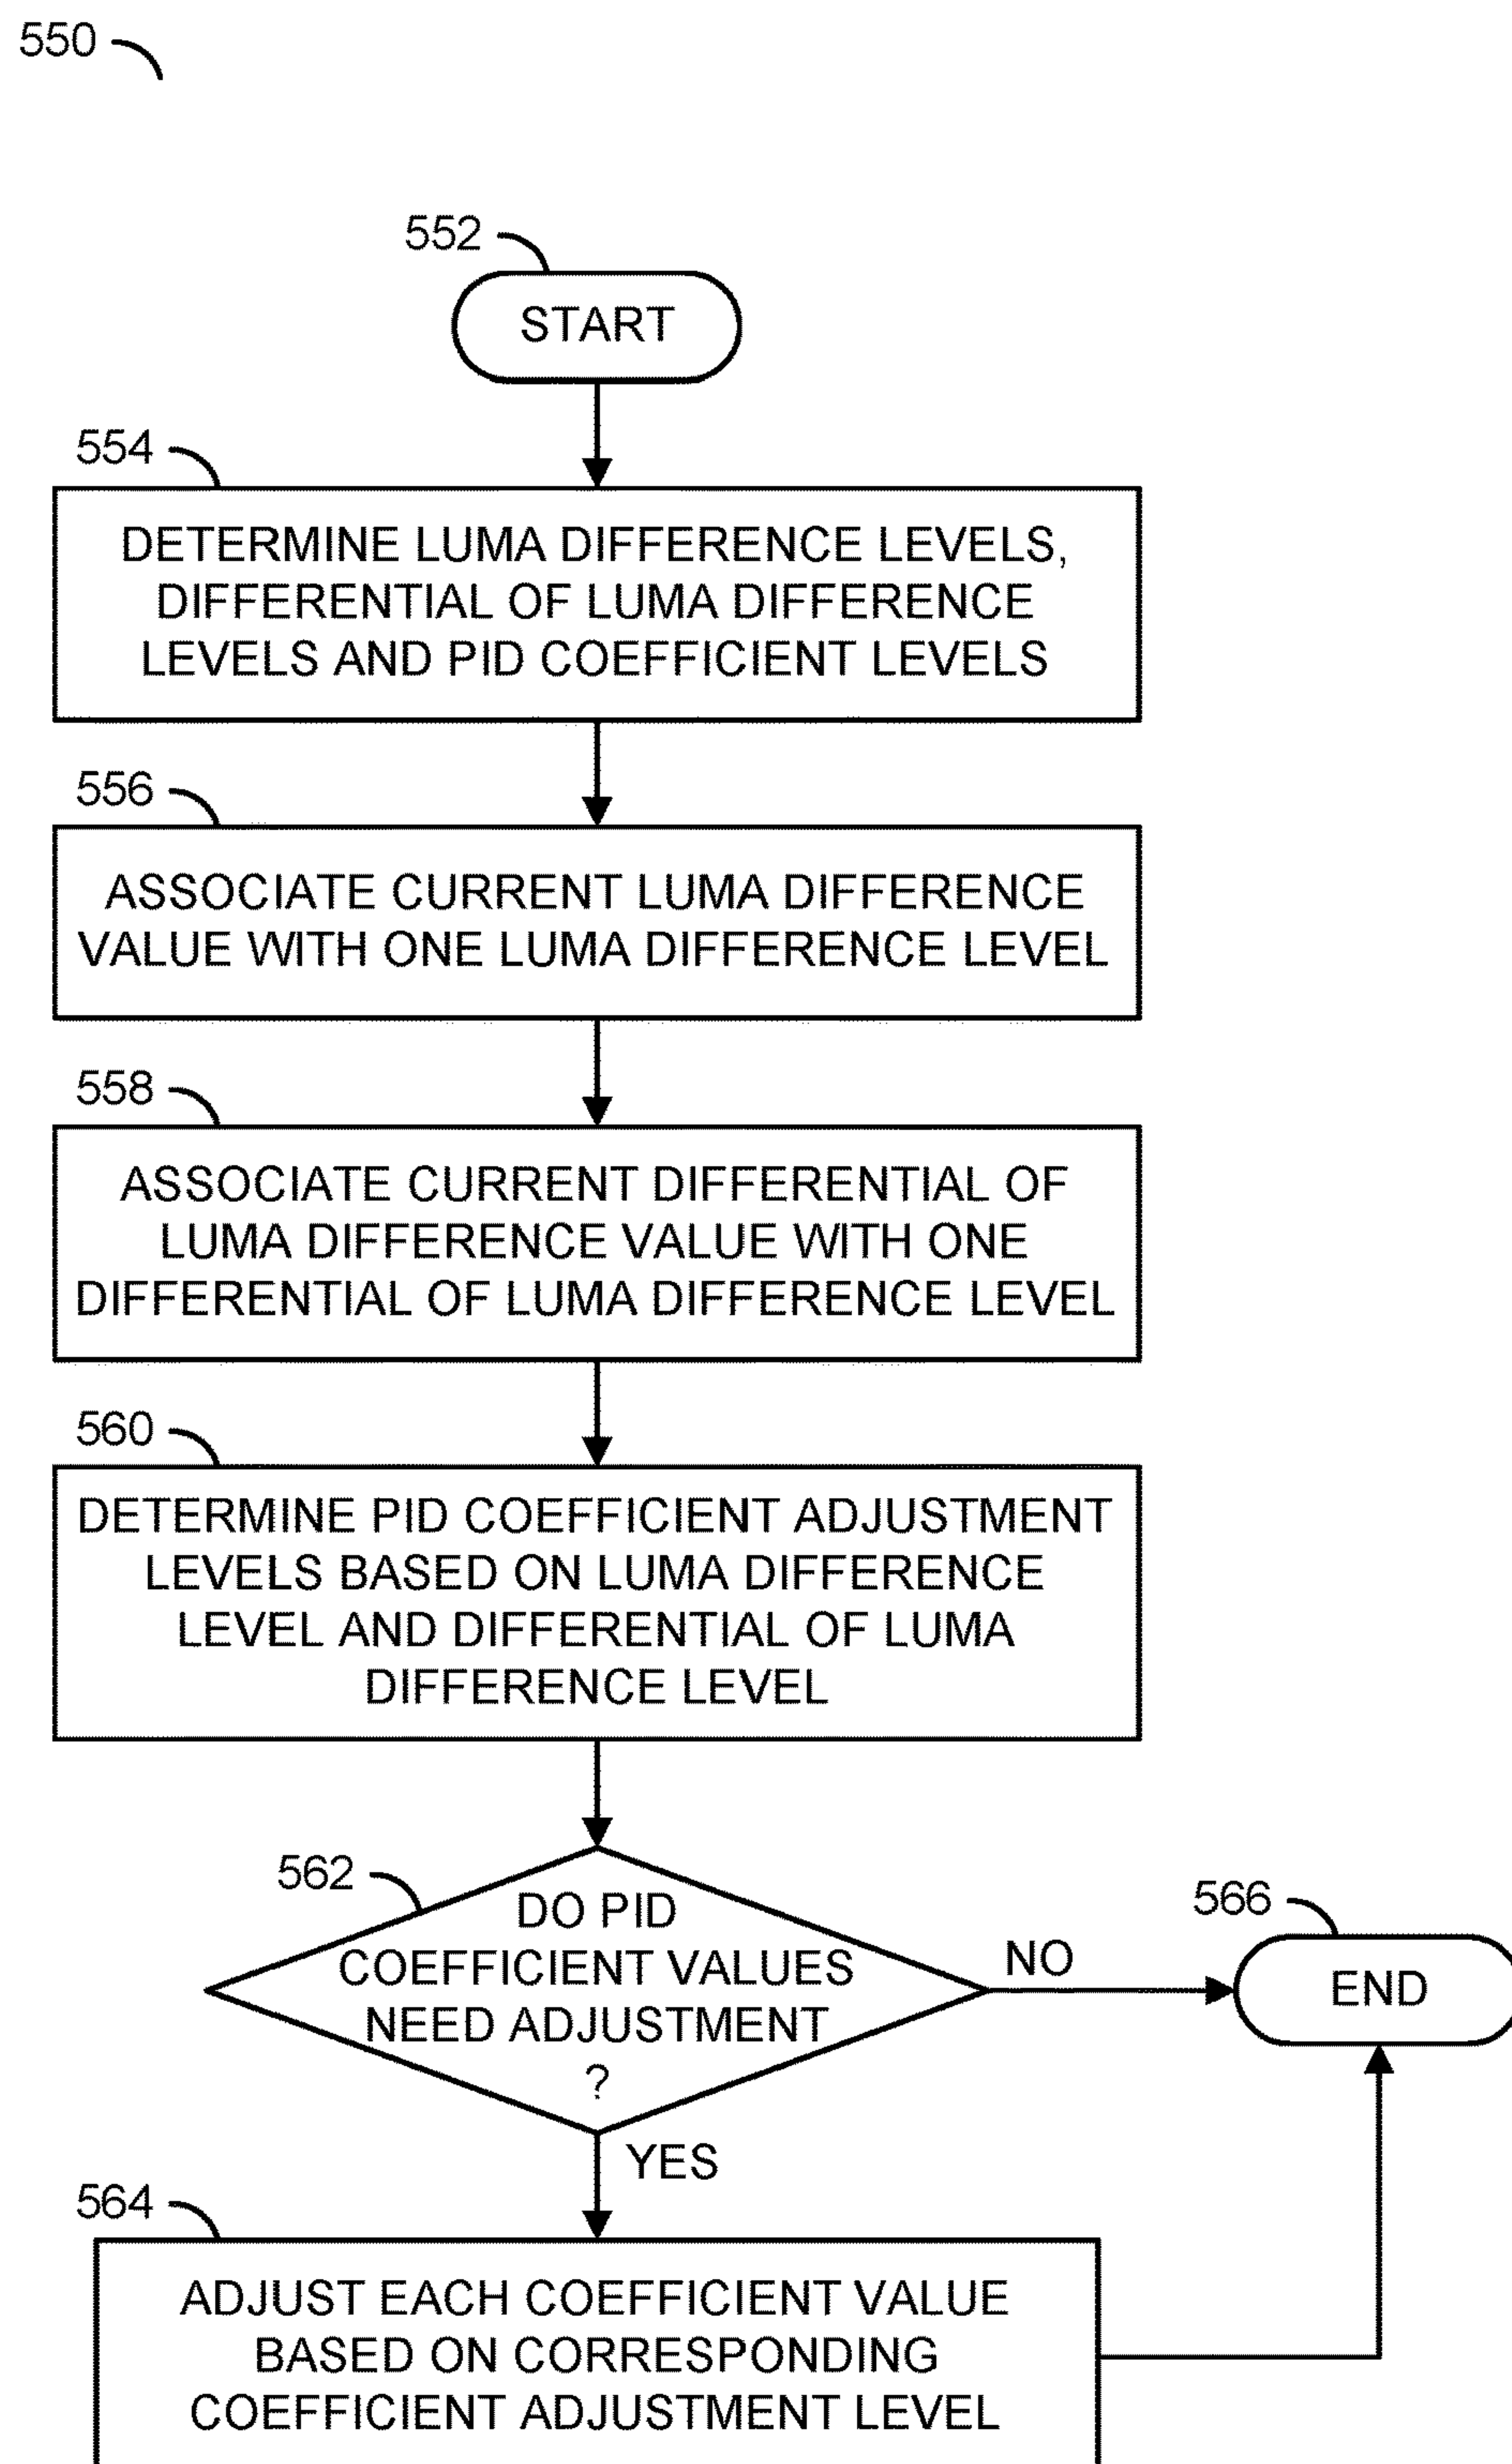 550
552
START
554
DETERMINE LUMA DIFFERENCE LEVELS,
DIFFERENTIAL OF LUMA DIFFERENCE
LEVELS AND PID COEFFICIENT LEVELS
556
ASSOCIATE CURRENT LUMA DIFFERENCE
VALUE WITH ONE LUMA DIFFERENCE LEVEL
558
ASSOCIATE CURRENT DIFFERENTIAL OF
LUMA DIFFERENCE VALUE WITH ONE
DIFFERENTIAL OF LUMA DIFFERENCE LEVEL
560
DETERMINE PID COEFFICIENT ADJUSTMENT
LEVELS BASED ON LUMA DIFFERENCE
LEVEL AND DIFFERENTIAL OF LUMA
DIFFERENCE LEVEL
562
DO PID
COEFFICIENT VALUES
NEED ADJUSTMENT
?
NO
566
END
YES
564
ADJUST EACH COEFFICIENT VALUE
BASED ON CORRESPONDING
COEFFICIENT ADJUSTMENT LEVEL